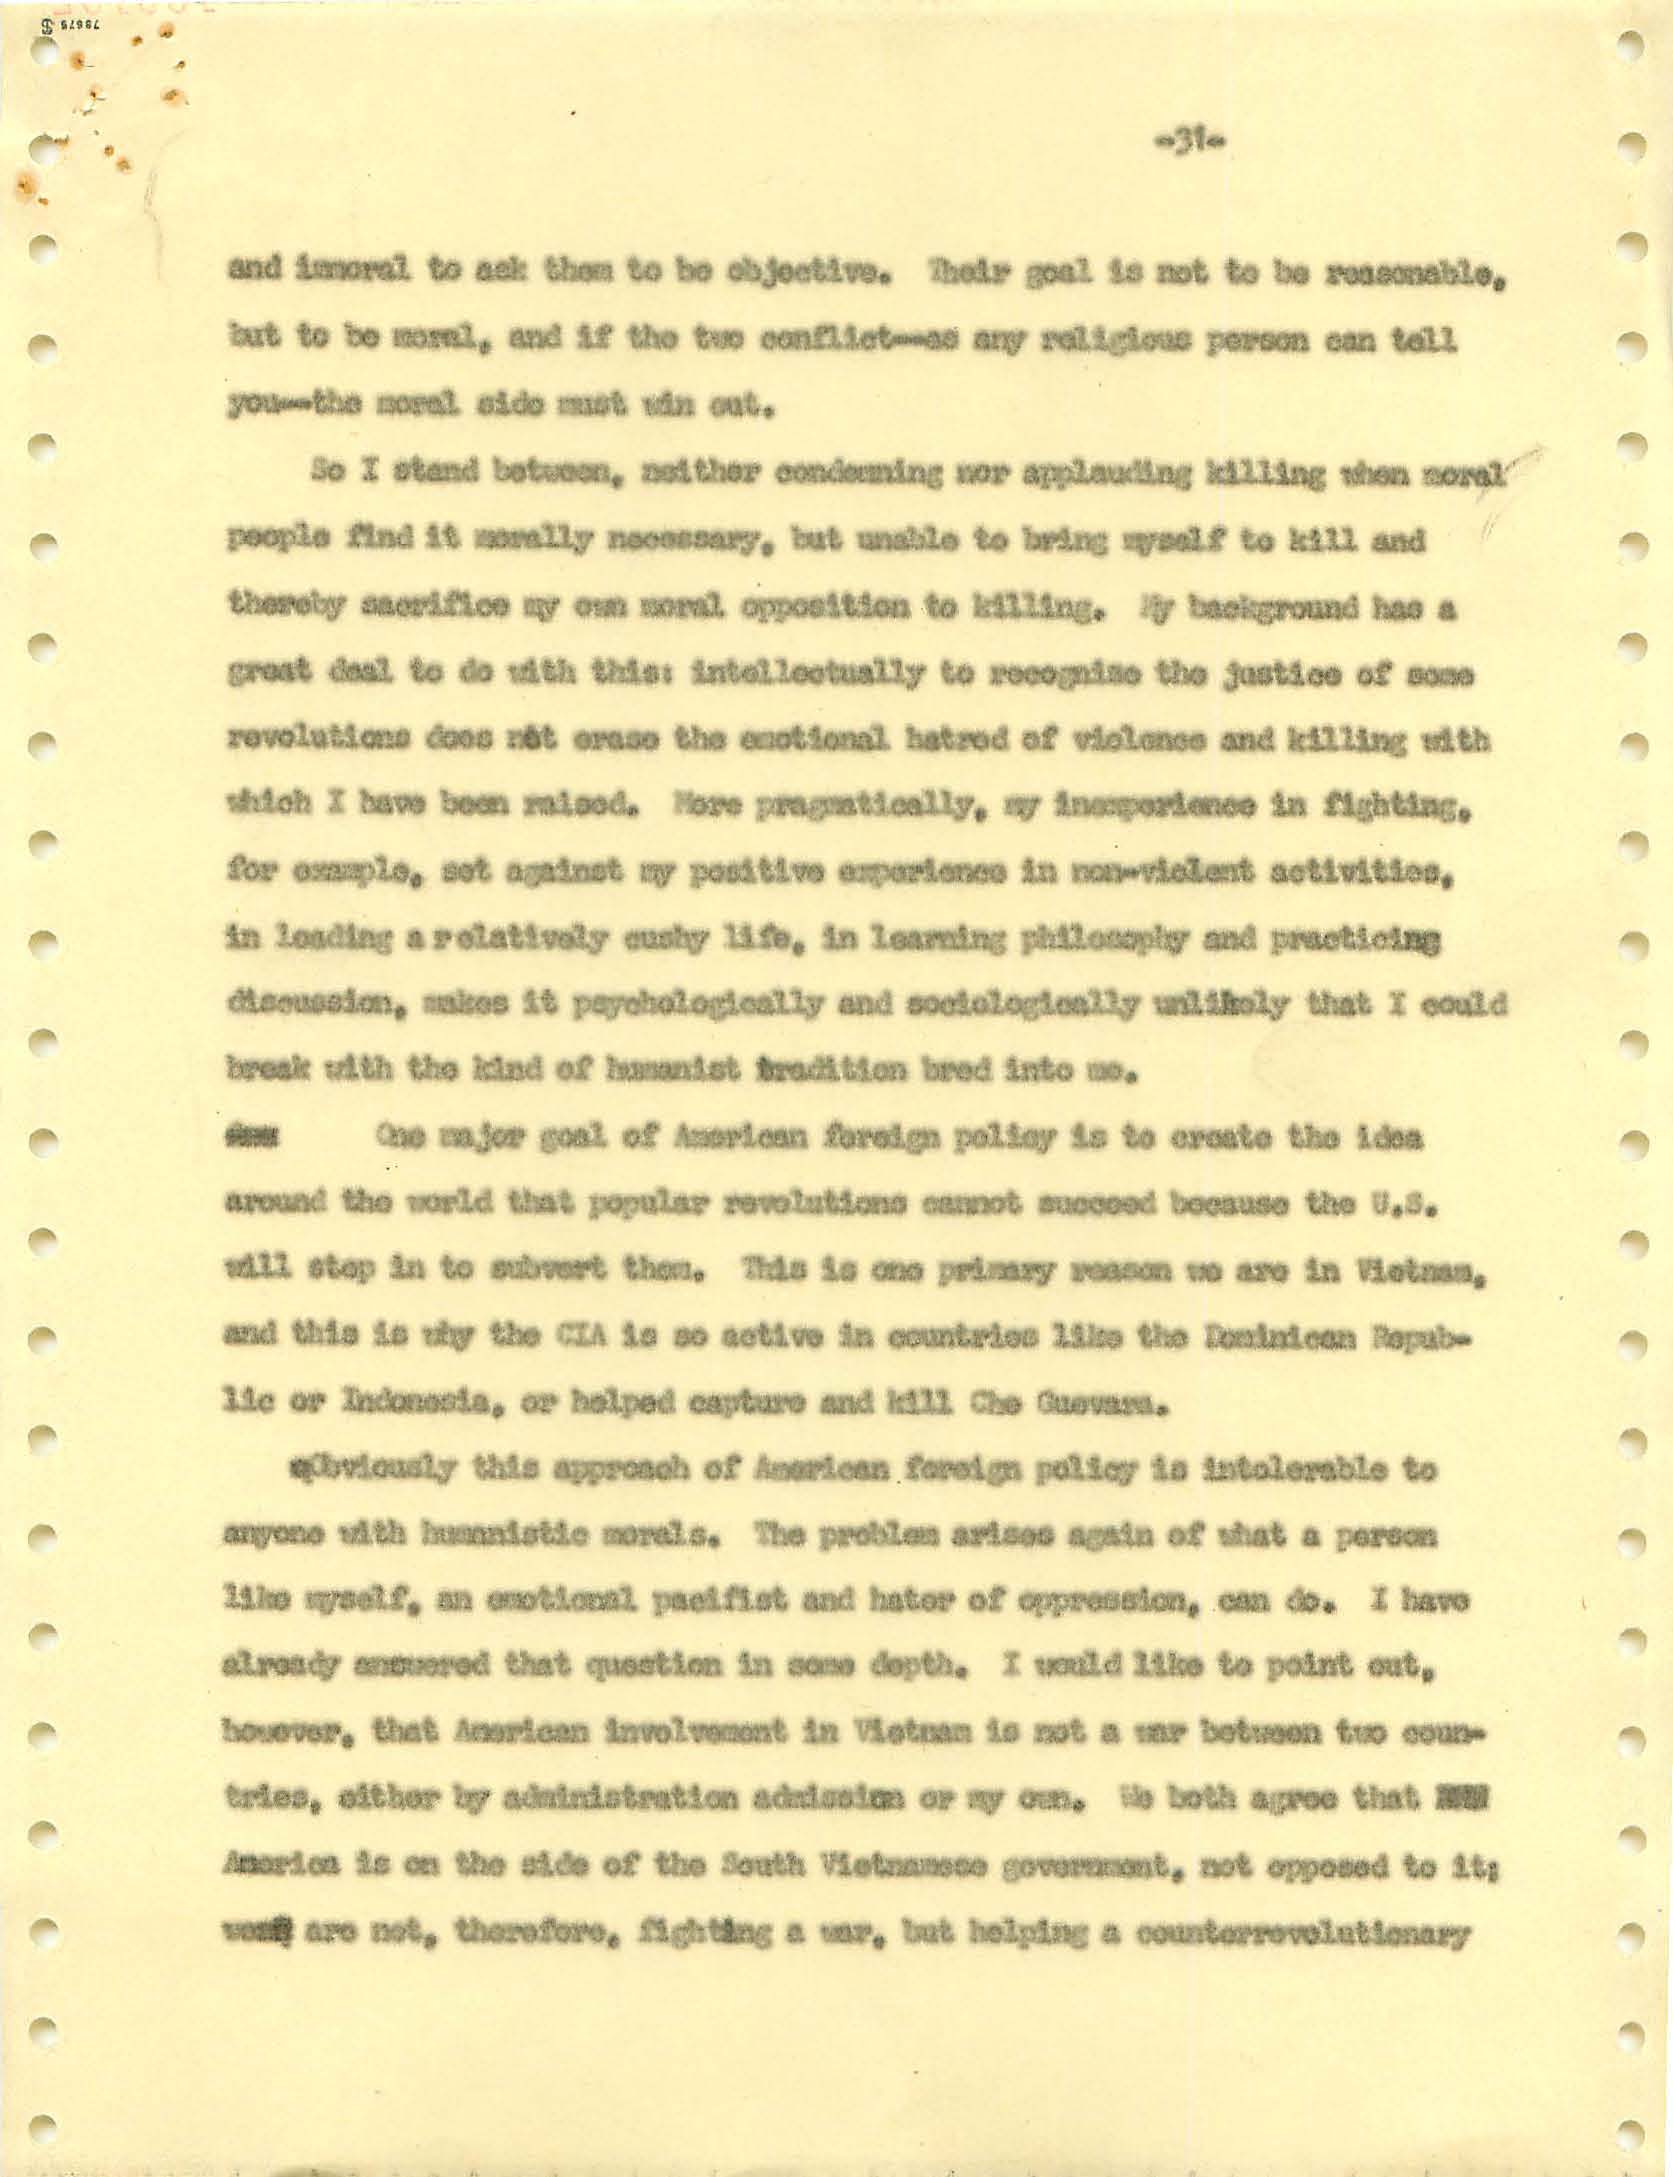 78679
-31-
and immoral to ask them to be objective. Their goal is not to be reasonable,
but to be moral, and if the two conflict--as any religious person can tell
you--the moral side must win out.
So I stand between, neither condemning nor applauding killing when moral
people find it morally necessary, but unable to bring myself to kill and
thereby sacrifice my own moral opposition to killing. My background has a
great deal to do with this: intellectually to recognize the justice of some
revolutions does not erase the emotional hatred of violence and killing with
which I have been raised. More pragmatically, my inexperience in fighting,
for example, set against my positive experience in non-violent activities,
in leading a relatively cushy life, in learning philosophy and practicing
discussion, makes it psychologically and sociologically unlikely that I could
break with the kind of humanist tradition bred into me.
One major goal of American foreign policy is to create the idea
around the world that popular revolutions cannot succeed because the U.S.
will step in to subvert them. This is one primary reason we are in Vietnam,
and this is why the CIA is so active in countries like the Dominican Repub-
lic or Indonesia, or helped capture and kill Che Guevara.
Obviously this approach of American foreign policy is intolerable to
anyone with humanistic morals. The problem arises again of what a person
like myself, an emotional pacifist and hater of oppression, can do. I have
already answered that question in some depth. I would like to point out,
however, that American involvement in Vietnam is not a war between two coun-
tries, either by administration admission or my own. We both agree that
America is on the side of the South Vietnamese government, not opposed to it;
we are not, therefore, fighting a war, but helping a counterrevolutionary